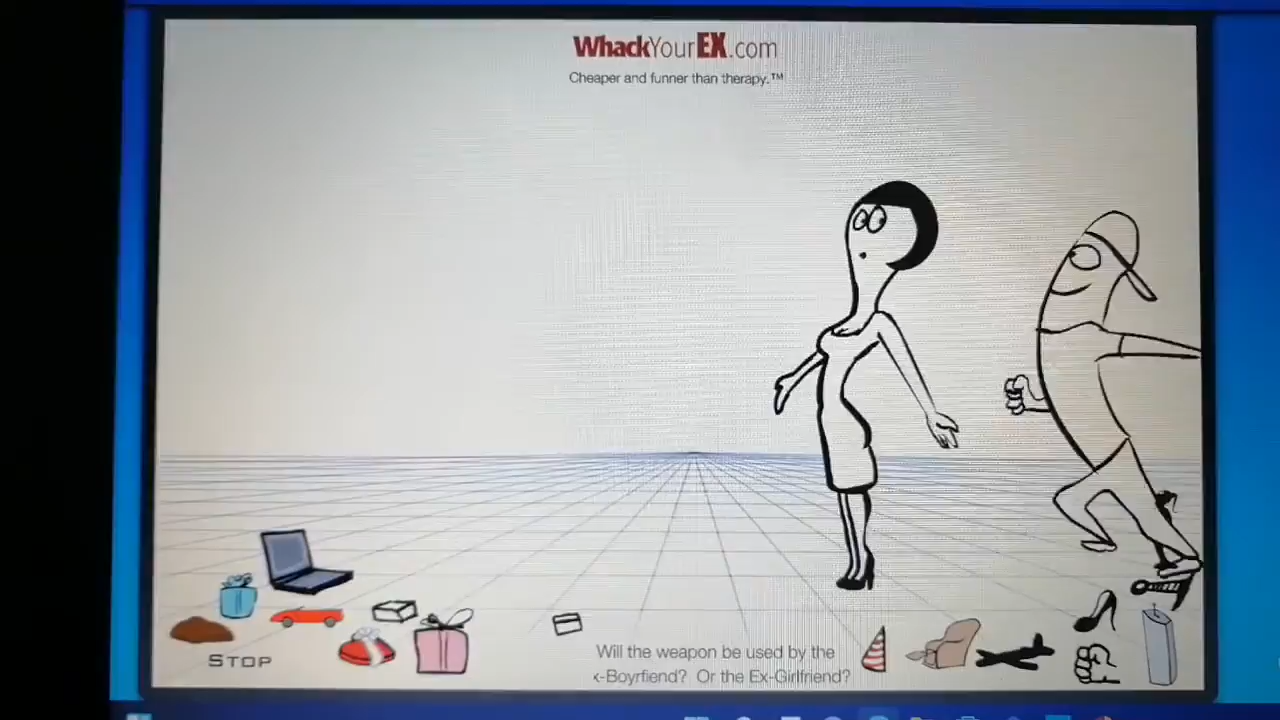 WhackYourEX.com
Cheaper and funner than therapy.™
STOP
Will the weapon be used by the
x-Boyrfiend? Or the Ex-Girlfriend?